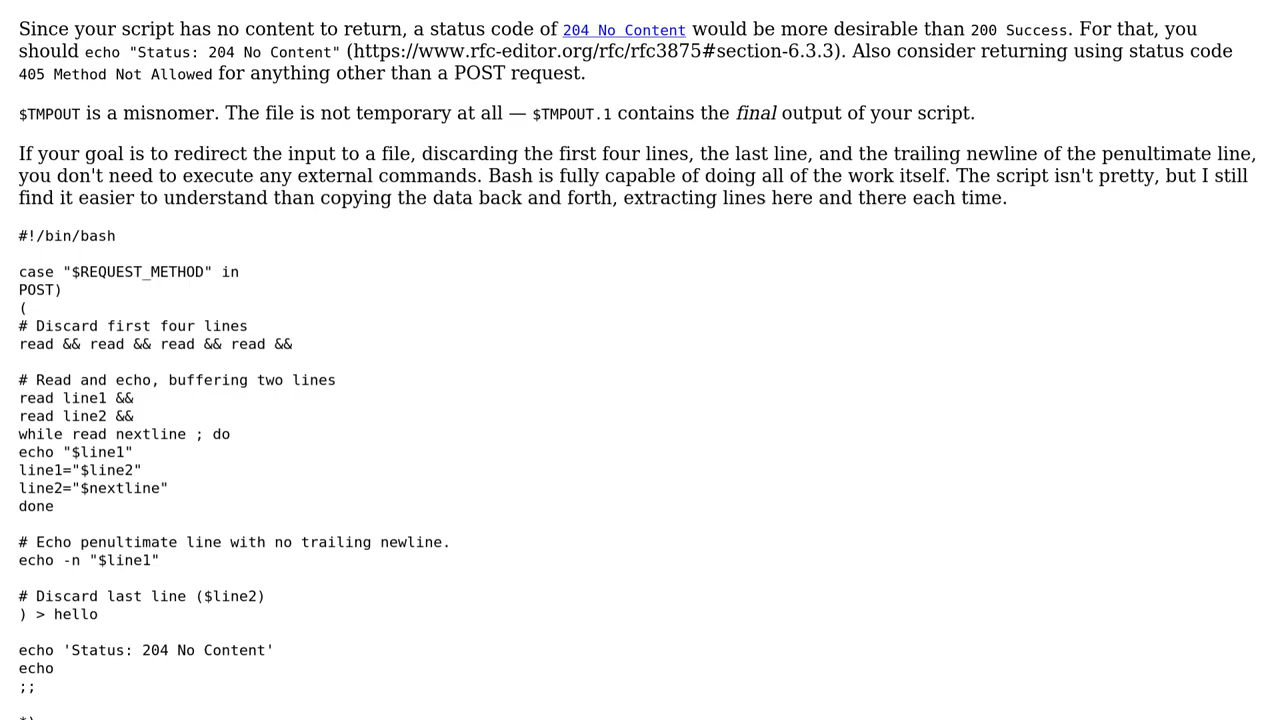 Since your script has no content to return, a status code of 204 No Content would be more desirable than 200 Success. For that, you
should echo "Status: 204 No Content" (https://www.rfc-editor.org/rfc/rfc3875#section-6.3.3). Also consider returning using status code
405 Method Not Allowed for anything other than a POST request.
$TMPOUT is a misnomer. The file is not temporary at all — $TMPOUT.1 contains the final output of your script.
If your goal is to redirect the input to a file, discarding the first four lines, the last line, and the trailing newline of the penultimate line,
you don't need to execute any external commands. Bash is fully capable of doing all of the work itself. The script isn't pretty, but I still
find it easier to understand than copying the data back and forth, extracting lines here and there each time.
#!/bin/bash
case "$REQUEST_METHOD" in
POST)
(
# Discard first four lines
read && read && read && read &&
# Read and echo, buffering two lines
read line1 &&
read line2 &&
while read nextline ; do
echo "$line1"
line1="$line2"
line2="$nextline"
done
# Echo penultimate line with no trailing newline.
echo -n "$line1"
# Discard last line ($line2)
) > hello
echo 'Status: 204 No Content'
echo
;;